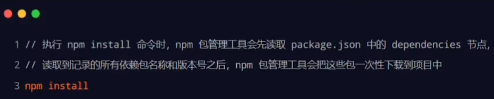 1 // 执行 npm install 命令时，npm 包管理工具会先读取 package.json 中的 dependencies 节点，
2 // 读取到记录的所有依赖包名称和版本号之后，npm 包管理工具会把这些包一次性下载到项目中
3 npm install